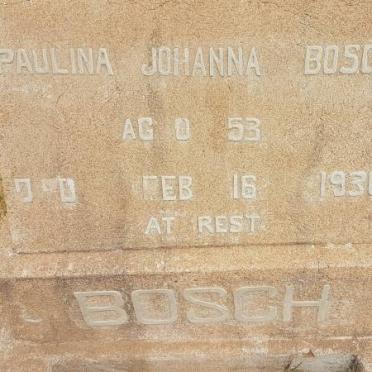 PAULINA JOHANNA BOSC
AG D 53
D D FEB 16 193
AT REST
BOSCH